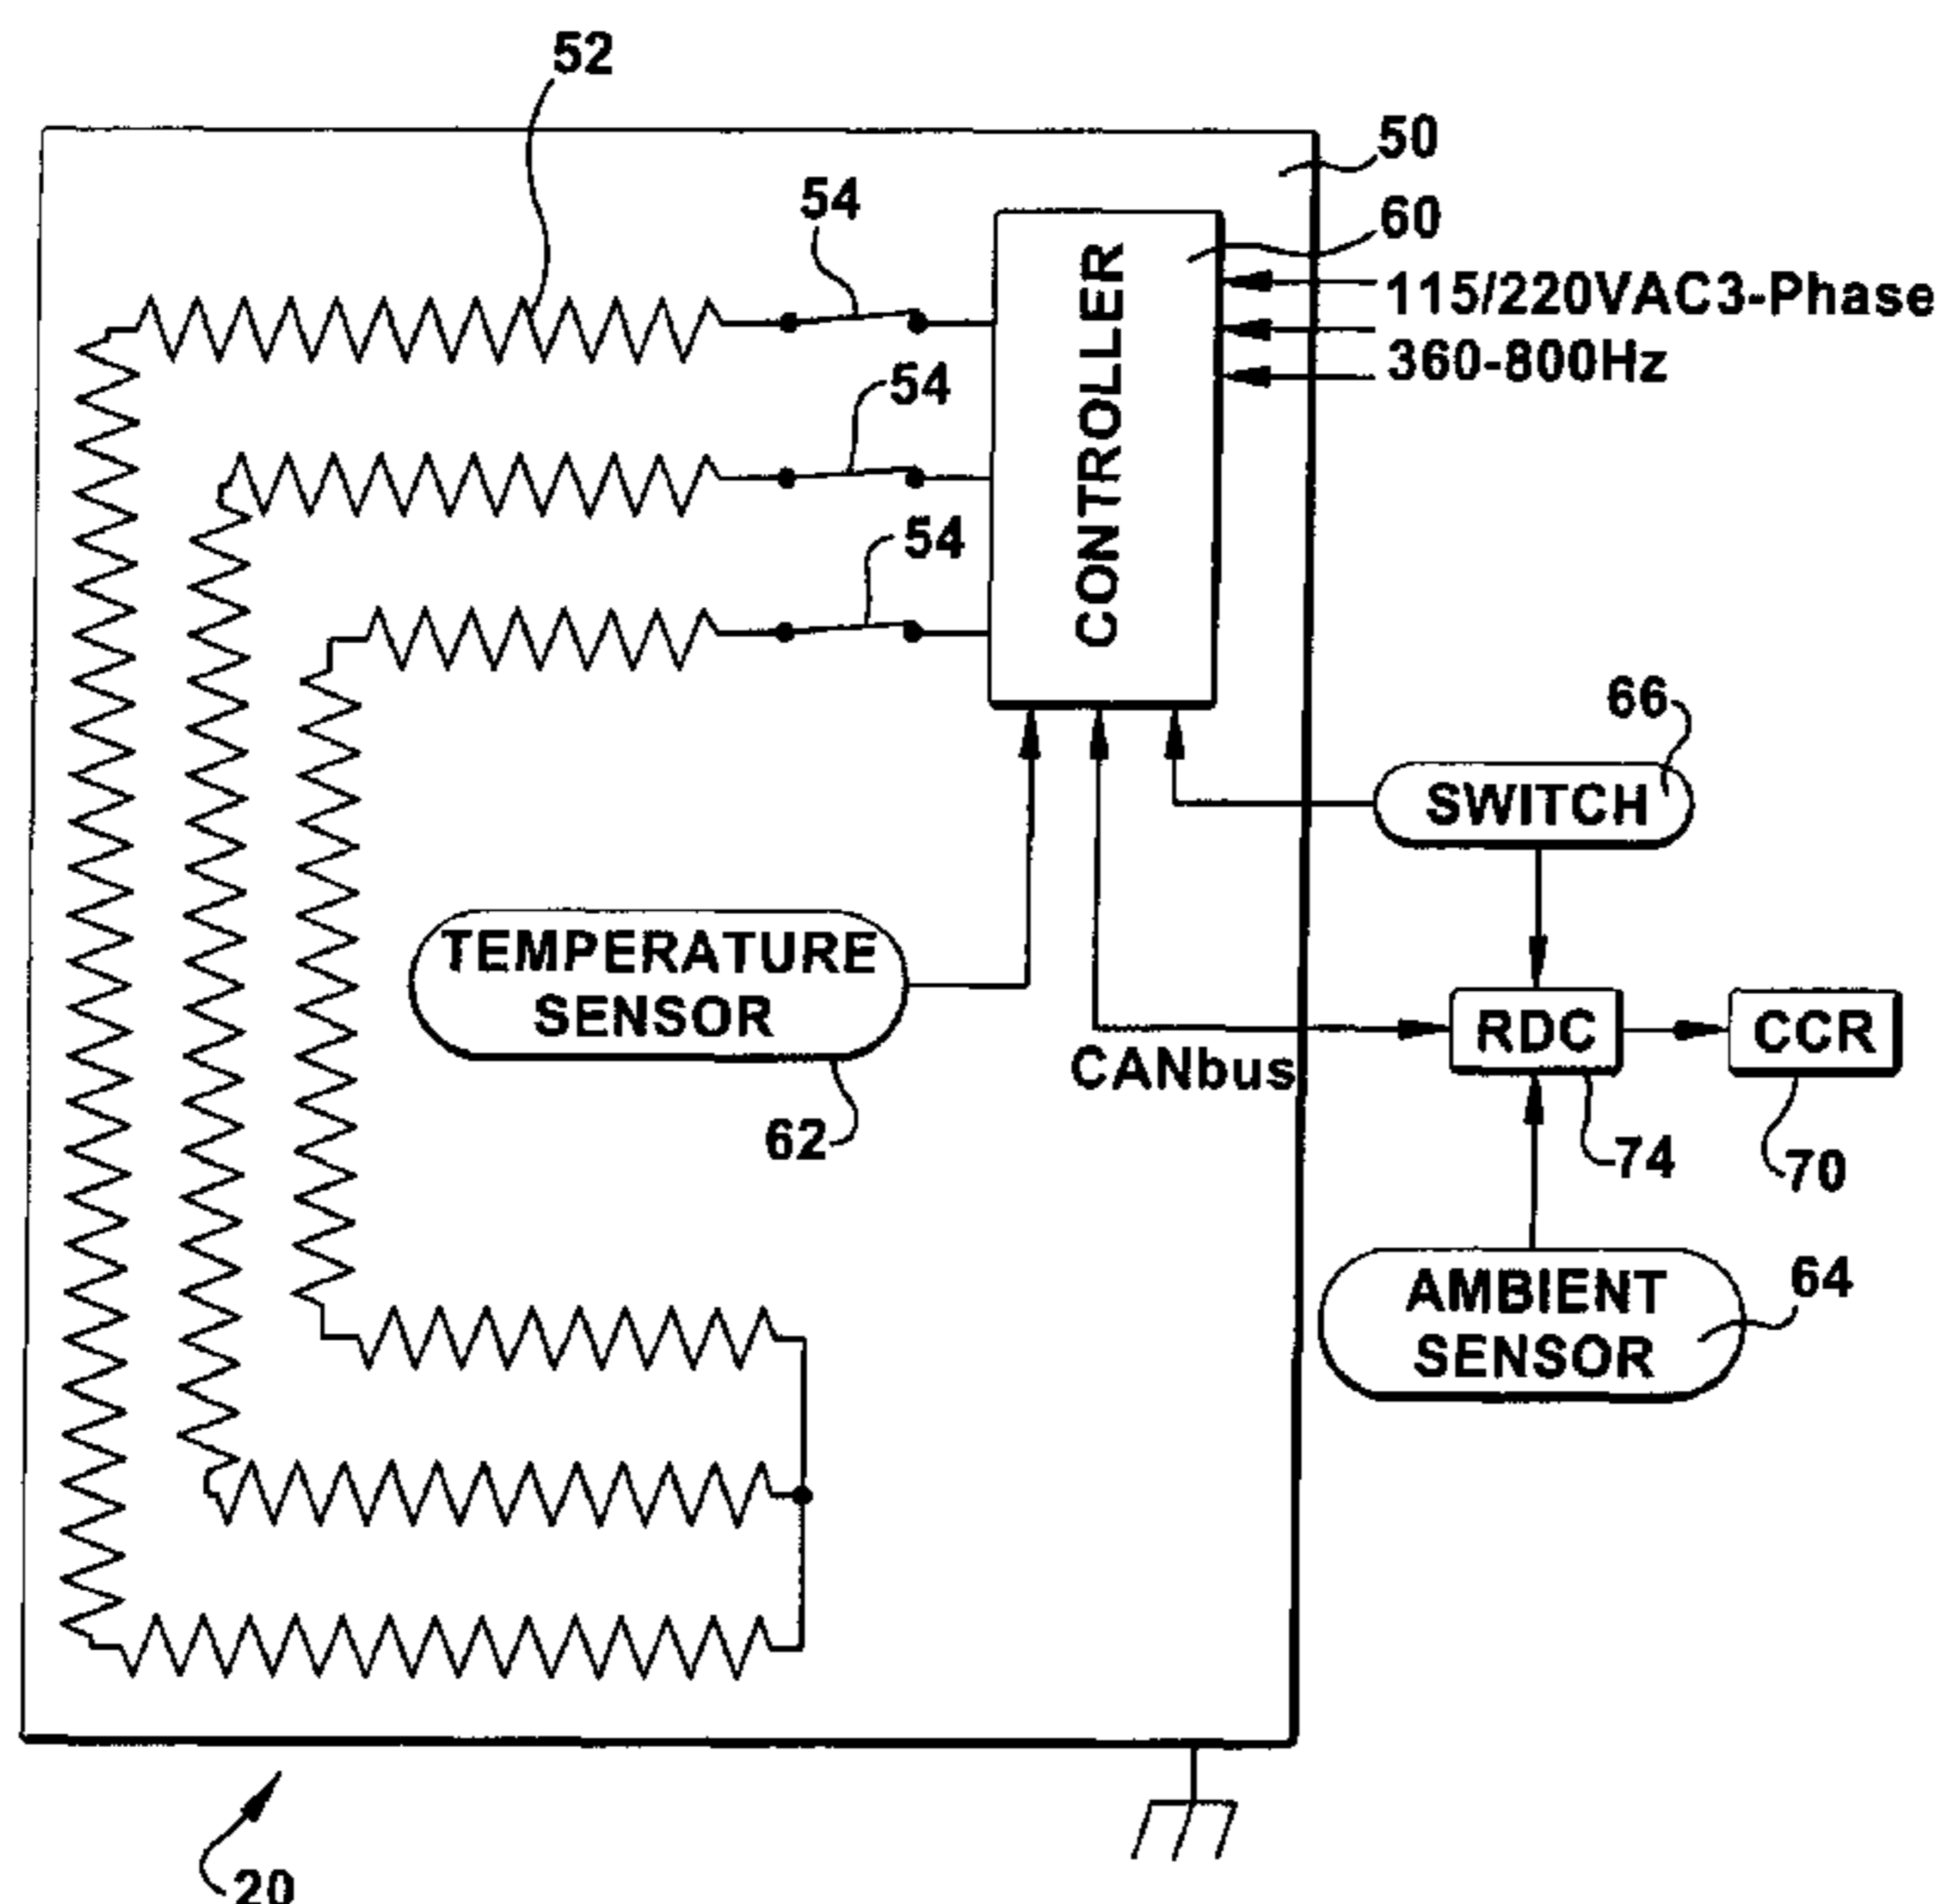 52
50
54
60
CONTROLLER
115/220VAC3-Phase
360-800Hz
54
54
66
SWITCH
TEMPERATURE
SENSOR
RDC
CCR
CANbus
62
74
70
AMBIENT
SENSOR
64
20